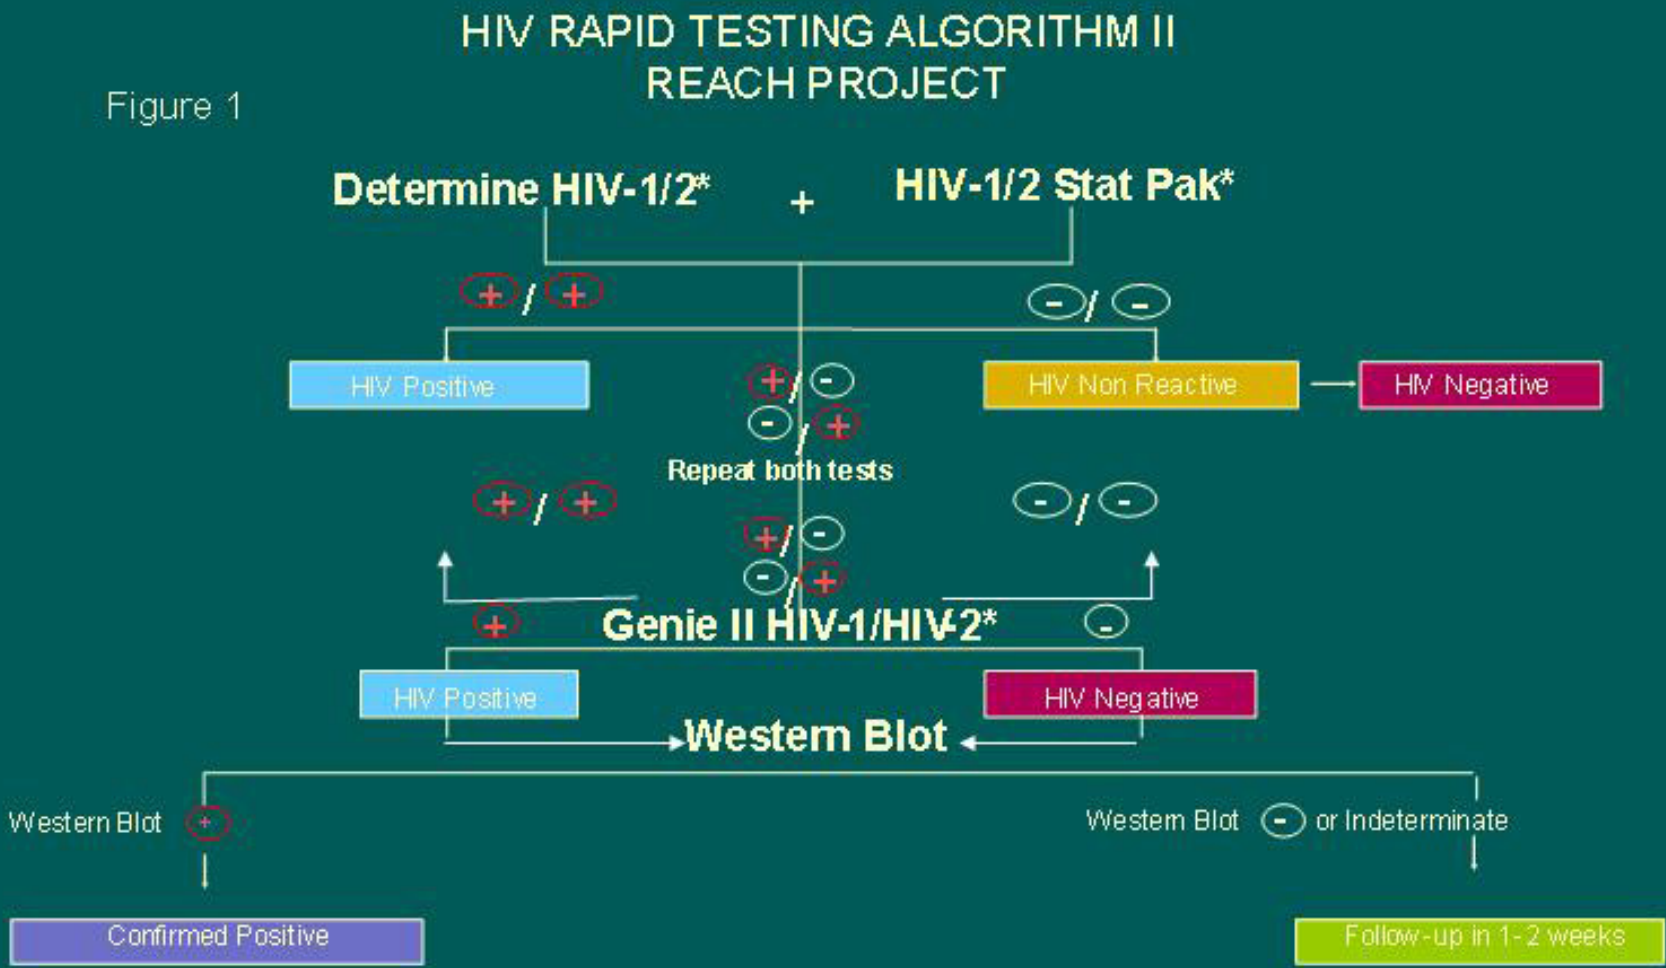 HIV RAPID TESTING ALGORITHM II
REACH PROJECT
Figure 1
Determine HIV-1/2* + HIV-1/2 Stat Pak*
+ / + - / -
HIV Positive + / - HIV Non Reactive HIV Negative
- / +
Repeat both tests
+ / + - / -
+ / -
- / +
+ Genie II HIV-1/HIV-2* -
HIV Positive HIV Negative
Western Blot
Western Blot + Western Blot - or Indeterminate
Confirmed Positive Follow-up in 1-2 weeks